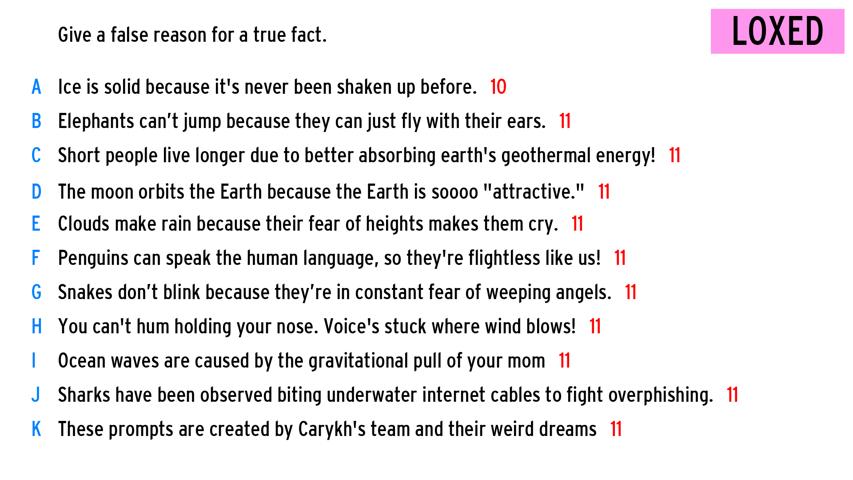 Give a false reason for a true fact.
LOXED
A Ice is solid because it's never been shaken up before. 10
B Elephants can’t jump because they can just fly with their ears. 11
C Short people live longer due to better absorbing earth's geothermal energy! 11
D The moon orbits the Earth because the Earth is soooo "attractive." 11
E Clouds make rain because their fear of heights makes them cry. 11
F Penguins can speak the human language, so they're flightless like us! 11
G Snakes don’t blink because they’re in constant fear of weeping angels. 11
H You can't hum holding your nose. Voice's stuck where wind blows! 11
I Ocean waves are caused by the gravitational pull of your mom 11
J Sharks have been observed biting underwater internet cables to fight overphishing. 11
K These prompts are created by Carykh's team and their weird dreams 11